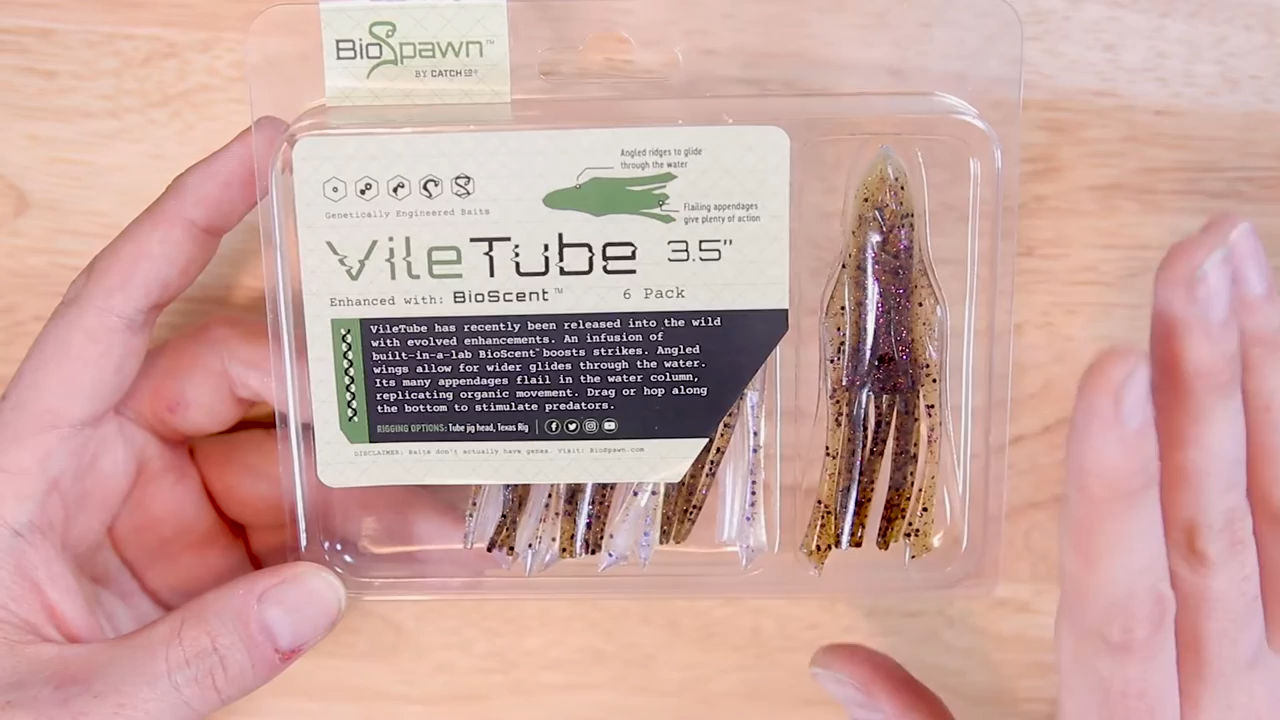 BioSpawn™
BY CATCH CO®
Angled ridges to glide
through the water
Flailing appendages
give plenty of action
Genetically Engineered Baits
VileTube 3.5"
Enhanced with: BioScent™ 6 Pack
VileTube has recently been released into the wild
with evolved enhancements. An infusion of
built-in-a-lab BioScent™ boosts strikes. Angled
wings allow for wider glides through the water.
Its many appendages flail in the water column,
replicating organic movement. Drag or hop along
the bottom to stimulate predators.
RIGGING OPTIONS: Tube jig head, Texas Rig
DISCLAIMER: Baits don't actually have genes. Visit: BioSpawn.com